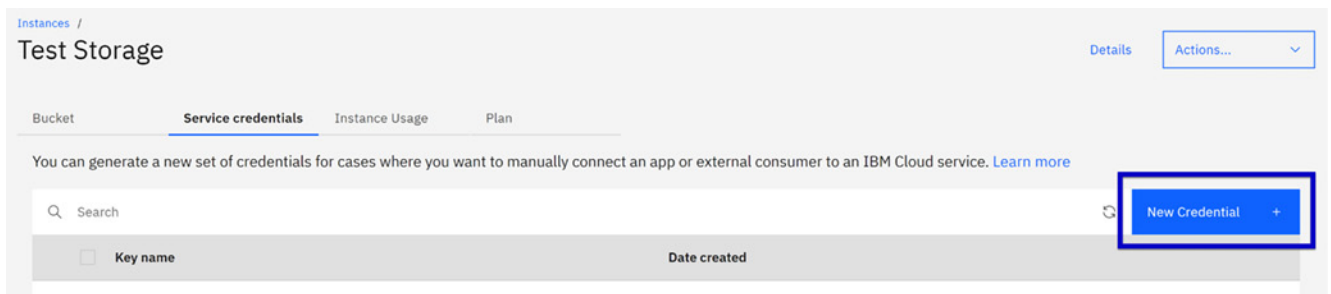 Instances /
Test Storage
Details
Actions...
Bucket
Service credentials
Instance Usage
Plan
You can generate a new set of credentials for cases where you want to manually connect an app or external consumer to an IBM Cloud service. Learn more
Search
New Credential +
Key name
Date created